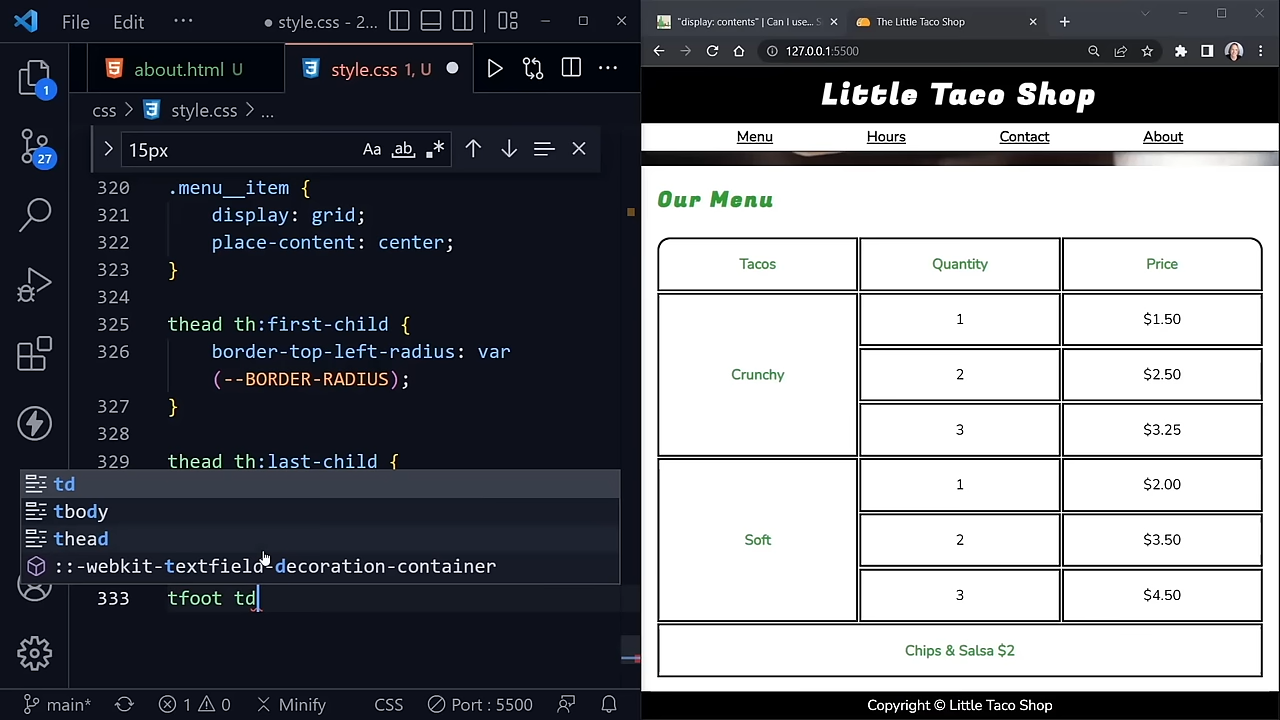 File Edit ··· ● style.css - 2...
about.html U
style.css 1, U ●
css > style.css > ...
15px
Aa ab .*
320 .menu__item {
321 display: grid;
322 place-content: center;
323 }
324
325 thead th:first-child {
326 border-top-left-radius: var
(--BORDER-RADIUS);
327 }
328
329 thead th:last-child {
td
tbody
thead
::-webkit-textfield-decoration-container
333 tfoot td
1
27
main* 1 0 Minify CSS Port : 5500
"display: contents" | Can I use...
The Little Taco Shop
127.0.0.1:5500
Little Taco Shop
Menu Hours Contact About
Our Menu
Tacos Quantity Price
1 $1.50
Crunchy 2 $2.50
3 $3.25
1 $2.00
Soft 2 $3.50
3 $4.50
Chips & Salsa $2
Copyright © Little Taco Shop